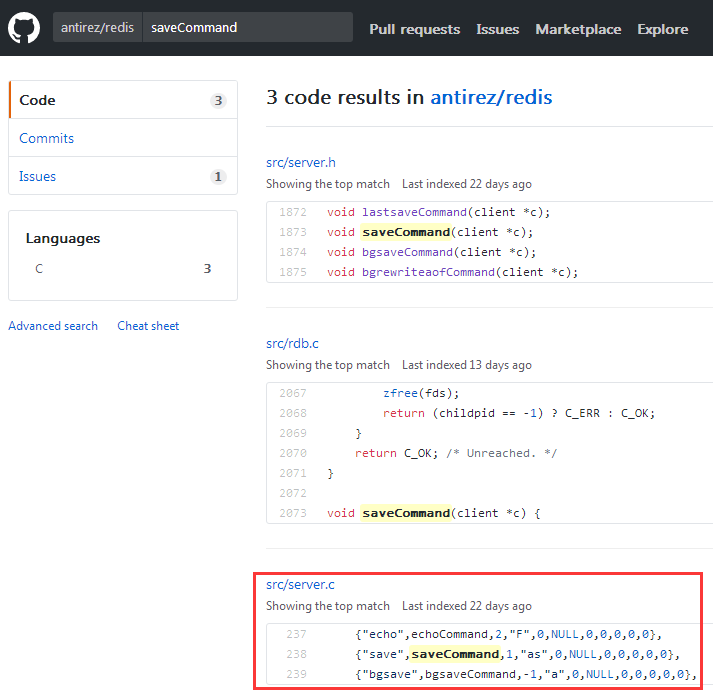 antirez/redis saveCommand Pull requests Issues Marketplace Explore
Code 3
Commits
Issues 1
Languages
C 3
Advanced search Cheat sheet
3 code results in antirez/redis
src/server.h
Showing the top match Last indexed 22 days ago
1872 void lastsaveCommand(client *c);
1873 void saveCommand(client *c);
1874 void bgsaveCommand(client *c);
1875 void bgrewriteaofCommand(client *c);
src/rdb.c
Showing the top match Last indexed 13 days ago
2067 zfree(fds);
2068 return (childpid == -1) ? C_ERR : C_OK;
2069 }
2070 return C_OK; /* Unreached. */
2071 }
2072
2073 void saveCommand(client *c) {
src/server.c
Showing the top match Last indexed 22 days ago
237 {"echo",echoCommand,2,"F",0,NULL,0,0,0,0,0},
238 {"save",saveCommand,1,"as",0,NULL,0,0,0,0,0},
239 {"bgsave",bgsaveCommand,-1,"a",0,NULL,0,0,0,0,0},